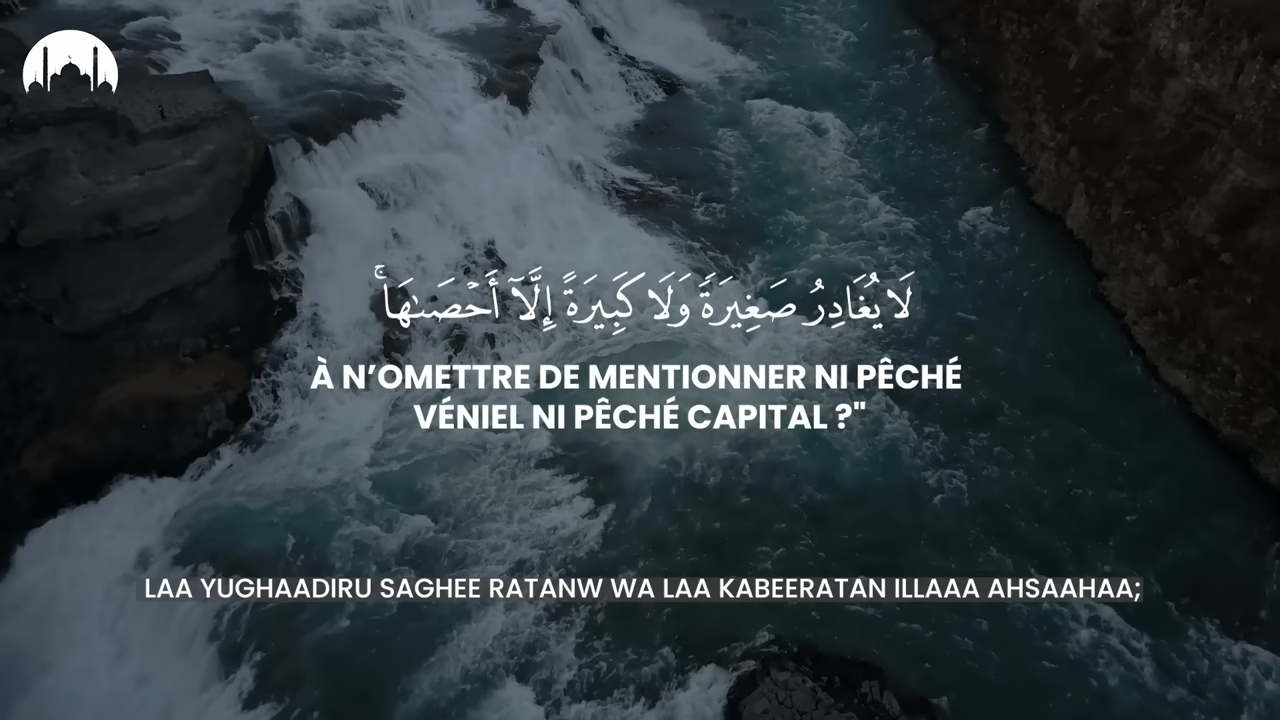 لَا يُغَادِرُ صَغِيرَةً وَلَا كَبِيرَةً إِلَّآ أَحْصَىٰهَا ۚ
À N’OMETTRE DE MENTIONNER NI PÊCHÉ
VÉNIEL NI PÊCHÉ CAPITAL ?"
LAA YUGHAADIRU SAGHEE RATANW WA LAA KABEERATAN ILLAAA AHSAAHAA;